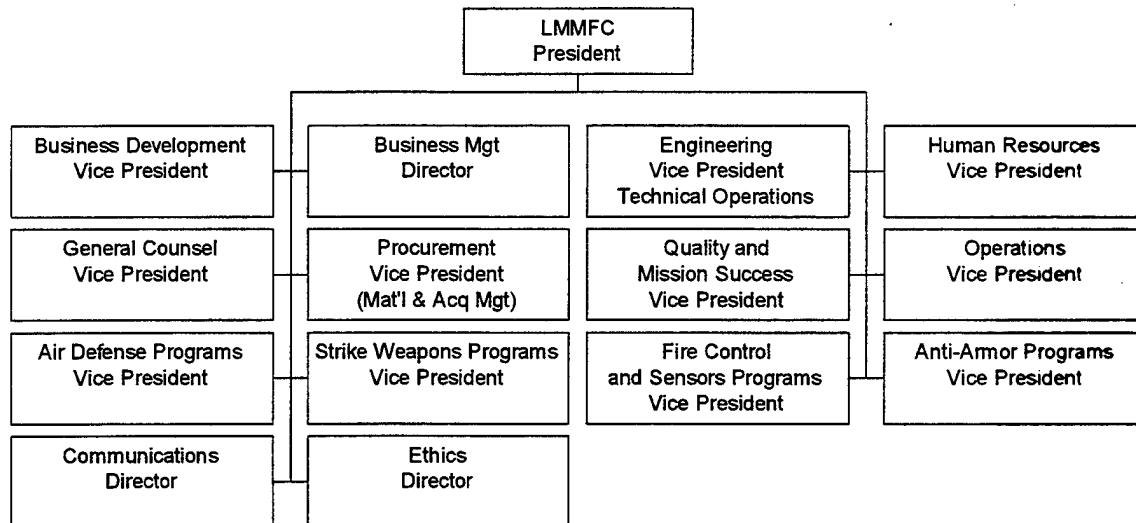 LMMFC
President
Business Development
Vice President
Business Mgt
Director
Engineering
Vice President
Technical Operations
Human Resources
Vice President
General Counsel
Vice President
Procurement
Vice President
(Mat'l & Acq Mgt)
Quality and
Mission Success
Vice President
Operations
Vice President
Air Defense Programs
Vice President
Strike Weapons Programs
Vice President
Fire Control
and Sensors Programs
Vice President
Anti-Armor Programs
Vice President
Communications
Director
Ethics
Director